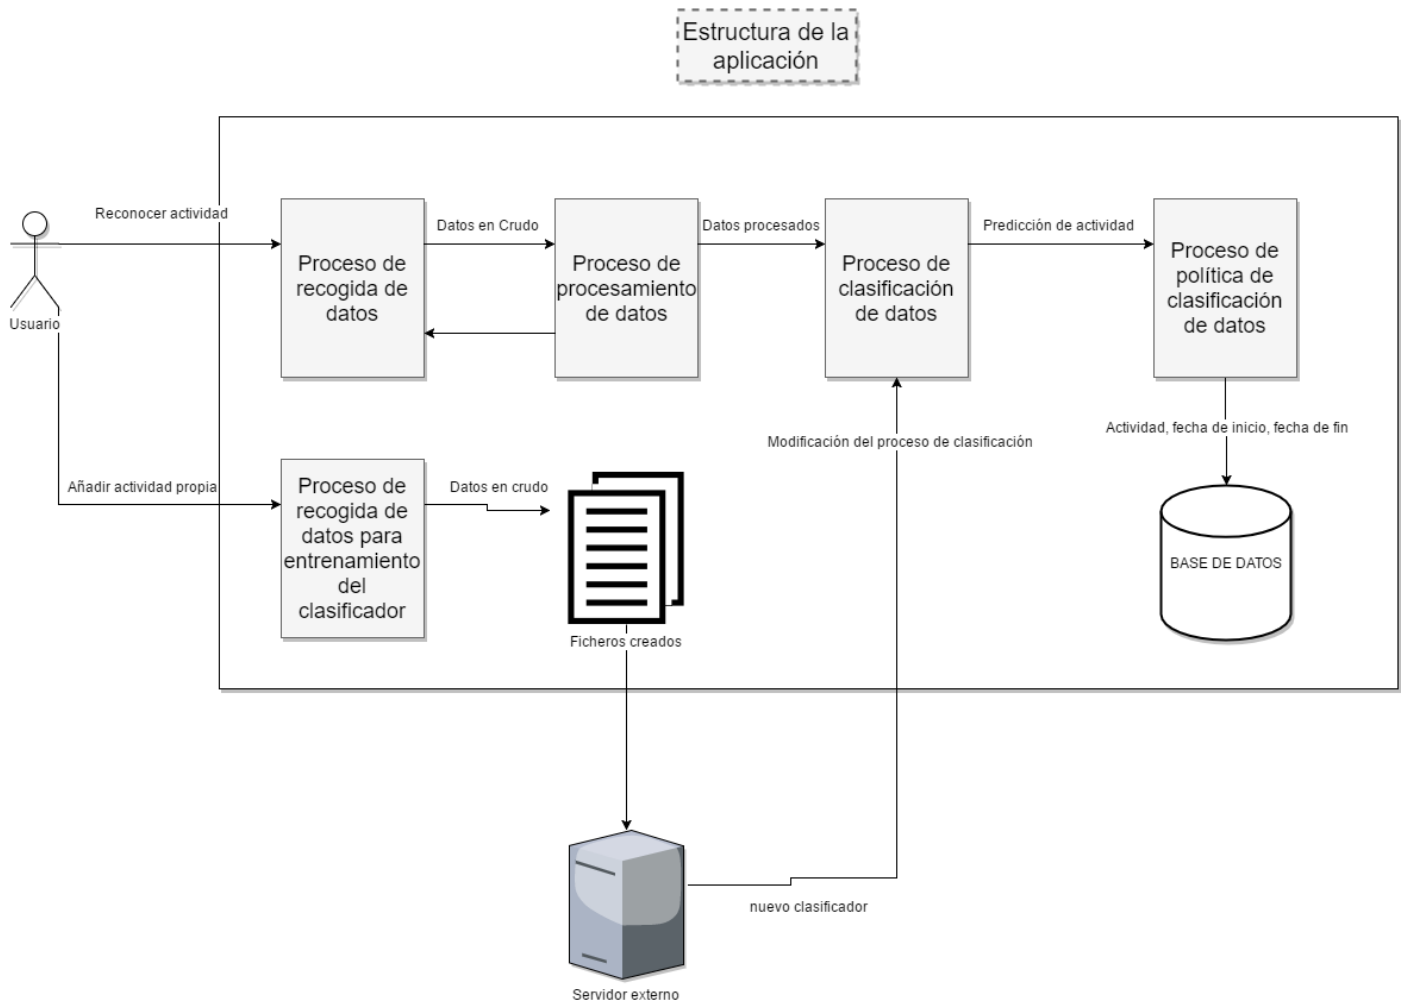 Estructura de la
aplicación
Reconocer actividad
Datos en Crudo
Datos procesados
Predicción de actividad
Proceso de
recogida de
datos
Proceso de
procesamiento
de datos
Proceso de
clasificación
de datos
Proceso de
política de
clasificación
de datos
Usuario
Actividad, fecha de inicio, fecha de fin
Modificación del proceso de clasificación
Añadir actividad propia
Proceso de
recogida de
datos para
entrenamiento
del
clasificador
Datos en crudo
BASE DE DATOS
Ficheros creados
nuevo clasificador
Servidor externo